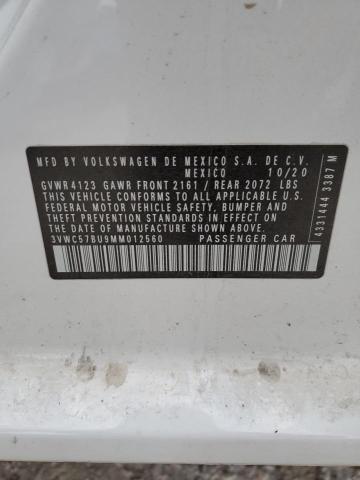 MFD BY VOLKSWAGEN DE MEXICO S.A. DE C.V.
MEXICO 10/20
GVWR 4123 GAWR FRONT 2161 / REAR 2072 LBS
THIS VEHICLE CONFORMS TO ALL APPLICABLE U.S.
FEDERAL MOTOR VEHICLE SAFETY, BUMPER AND
THEFT PREVENTION STANDARDS IN EFFECT ON THE
DATE OF MANUFACTURE SHOWN ABOVE.
3VWC57BU9MM012560 PASSENGER CAR
4331444 3387 M